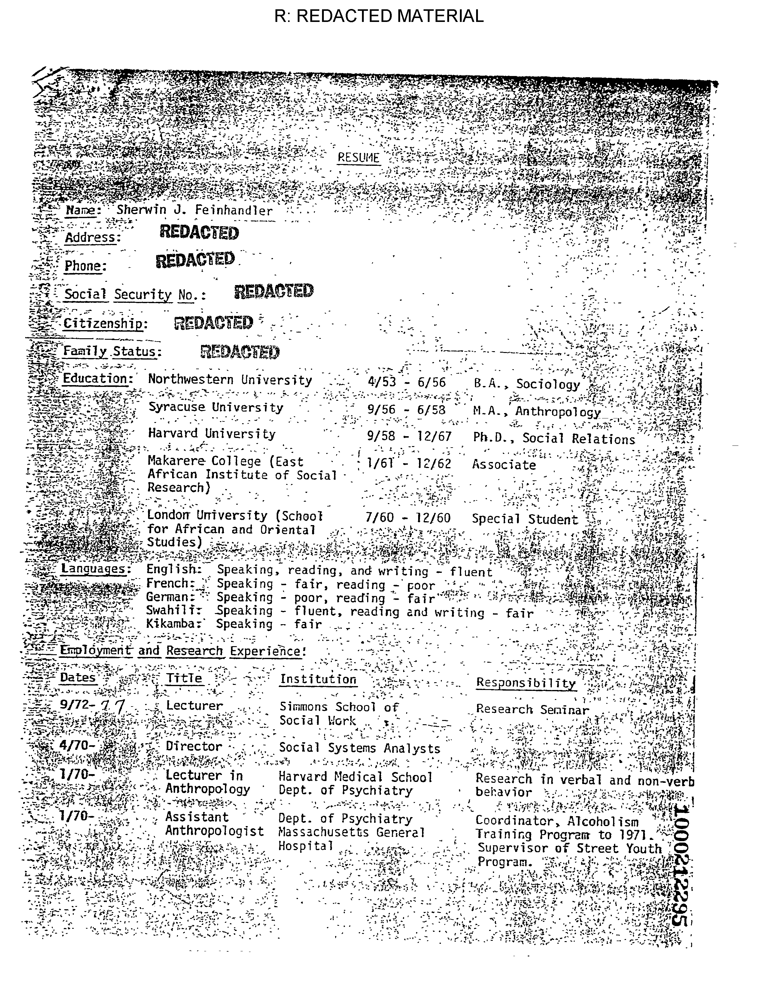 R: REDACTED MATERIAL
RESUME
Name: Sherwin J. Feinhandler
Address: REDACTED
Phone: REDACTED
Social Security No.: REDACTED
Citizenship: REDACTED
Family Status: REDACTED
Education: Northwestern University 4/53 - 6/56 B.A., Sociology
Syracuse University 9/56 - 6/58 M.A., Anthropology
Harvard University 9/58 - 12/67 Ph.D., Social Relations
Makarere College (East 1/61 - 12/62 Associate
African Institute of Social
Research)
London University (School 7/60 - 12/60 Special Student
for African and Oriental
Studies)
Languages: English: Speaking, reading, and writing - fluent
French: Speaking - fair, reading - poor
German: Speaking - poor, reading - fair
Swahili: Speaking - fluent, reading and writing - fair
Kikamba: Speaking - fair
Employment and Research Experience:
Dates Title Institution Responsibility
9/72-77 Lecturer Simmons School of Research Seminar
Social Work
4/70- Director Social Systems Analysts
1/70- Lecturer in Harvard Medical School Research in verbal and non-verb
Anthropology Dept. of Psychiatry behavior
1/70- Assistant Dept. of Psychiatry Coordinator, Alcoholism
Anthropologist Massachusetts General Training Program to 1971.
Hospital Supervisor of Street Youth
Program.
1000212295